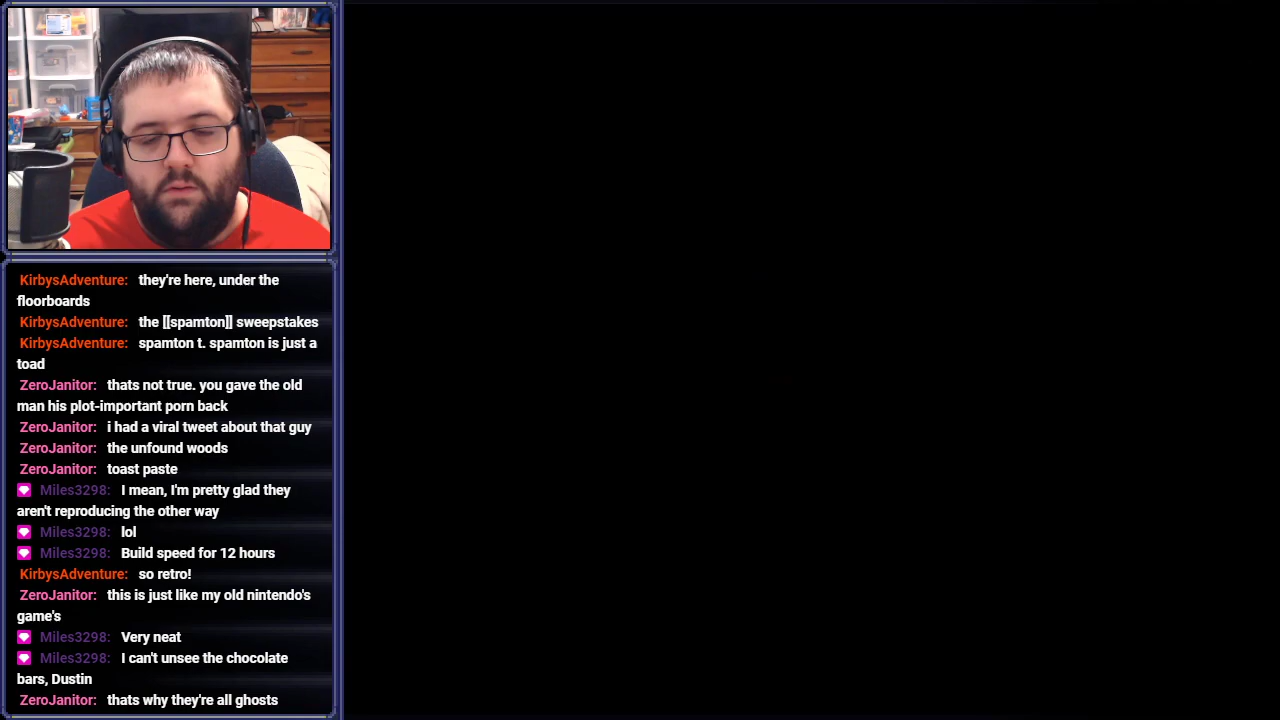 KirbysAdventure: they're here, under the
floorboards
KirbysAdventure: the [[spamton]] sweepstakes
KirbysAdventure: spamton t. spamton is just a
toad
ZeroJanitor: thats not true. you gave the old
man his plot-important porn back
ZeroJanitor: i had a viral tweet about that guy
ZeroJanitor: the unfound woods
ZeroJanitor: toast paste
Miles3298: I mean, I'm pretty glad they
aren't reproducing the other way
Miles3298: lol
Miles3298: Build speed for 12 hours
KirbysAdventure: so retro!
ZeroJanitor: this is just like my old nintendo's
game's
Miles3298: Very neat
Miles3298: I can't unsee the chocolate
bars, Dustin
ZeroJanitor: thats why they're all ghosts